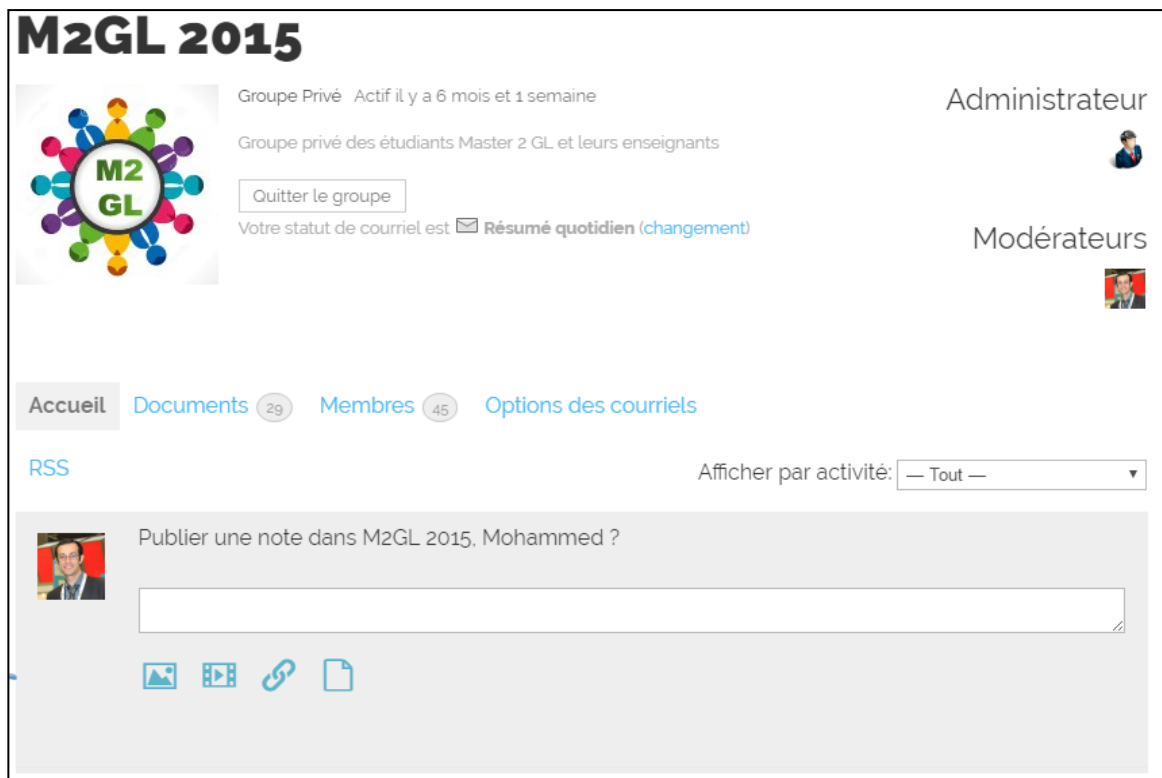 M2GL 2015
Groupe Privé Actif il y a 6 mois et 1 semaine
Administrateur
Groupe privé des étudiants Master 2 GL et leurs enseignants
M2
GL
Quitter le groupe
Votre statut de courriel est Résumé quotidien (changement)
Modérateurs
Accueil Documents 29 Membres 45 Options des courriels
RSS
Afficher par activité: — Tout —
Publier une note dans M2GL 2015, Mohammed ?